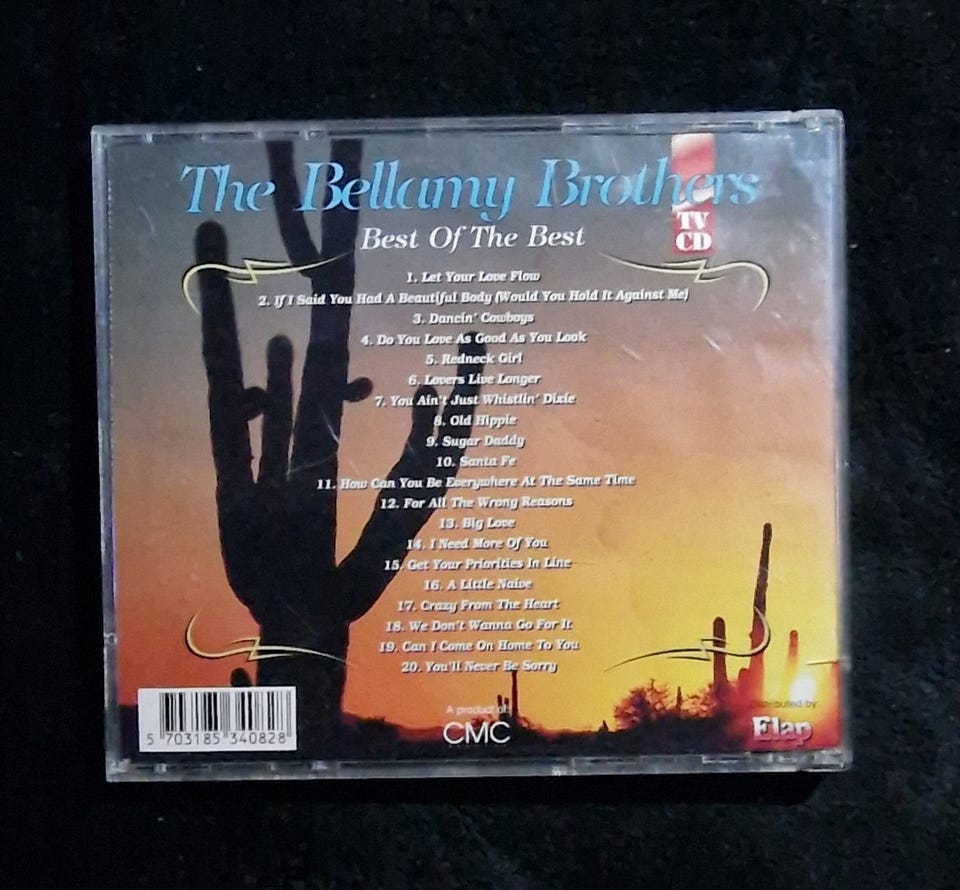 The Bellamy Brothers
Best Of The Best
TV
CD
1. Let Your Love Flow
2. If I Said You Had A Beautiful Body (Would You Hold It Against Me)
3. Dancin' Cowboys
4. Do You Love As Good As You Look
5. Redneck Girl
6. Lovers Live Longer
7. You Ain't Just Whistlin' Dixie
8. Old Hippie
9. Sugar Daddy
10. Santa Fe
11. How Can You Be Everywhere At The Same Time
12. For All The Wrong Reasons
13. Big Love
14. I Need More Of You
15. Get Your Priorities In Line
16. A Little Naive
17. Crazy From The Heart
18. We Don't Wanna Go For It
19. Can I Come On Home To You
20. You'll Never Be Sorry
5 703185 340828
A product of:
CMC
Distributed by:
Elap